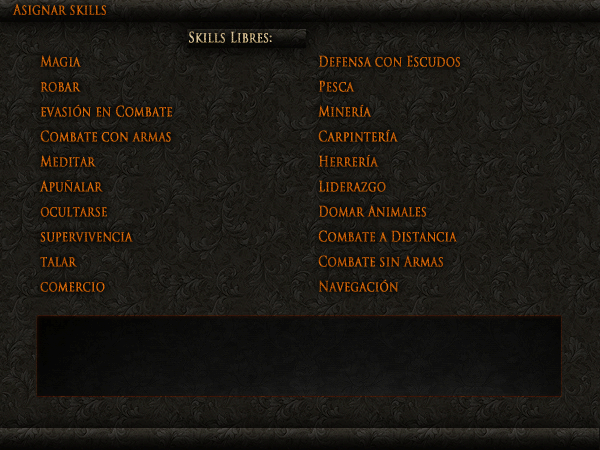 Asignar skills
Skills Libres:
Magia
robar
evasión en Combate
Combate con armas
Meditar
Apuñalar
ocultarse
supervivencia
talar
comercio
Defensa con Escudos
Pesca
Minería
Carpintería
Herrería
Liderazgo
Domar Animales
Combate a Distancia
Combate sin Armas
Navegación